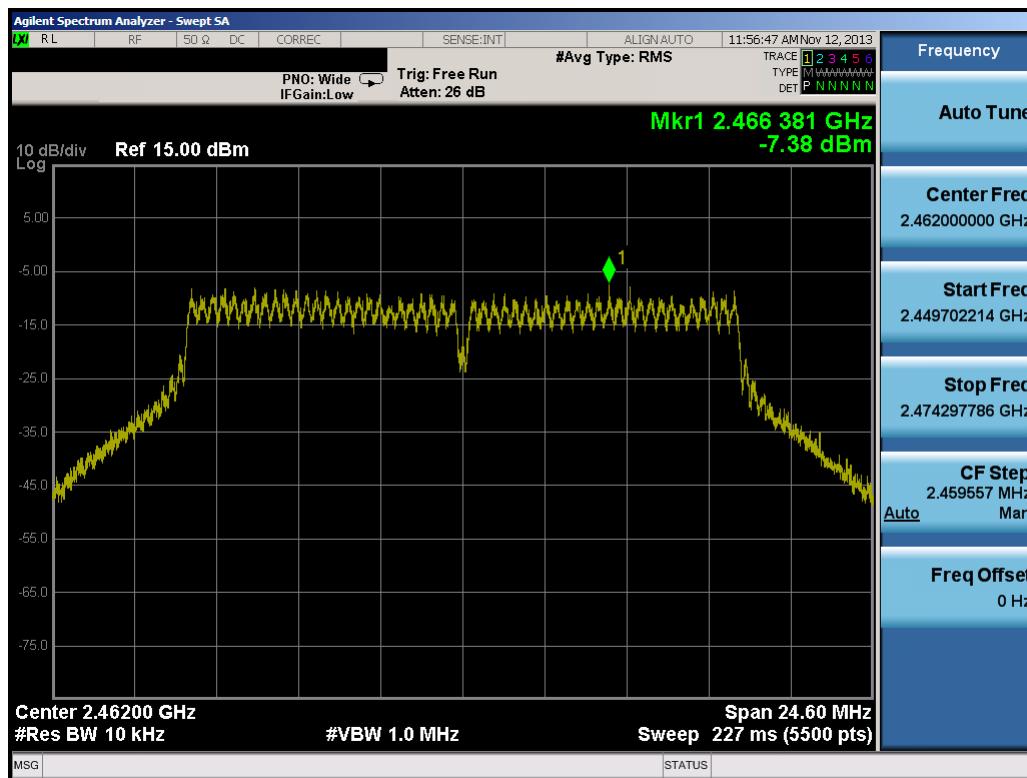 Agilent Spectrum Analyzer - Swept SA
LXI RL RF 50 Ω DC CORREC SENSE:INT ALIGNAUTO 11:56:47 AMNov 12, 2013
Frequency
#Avg Type: RMS
TRACE 1 2 3 4 5 6
TYPE M WWWWW
DET P N N N N N
PNO: Wide
IFGain:Low
Trig: Free Run
Atten: 26 dB
Mkr1 2.466 381 GHz
-7.38 dBm
10 dB/div
Log
Ref 15.00 dBm
1
5.00
-5.00
-15.0
-25.0
-35.0
-45.0
-55.0
-65.0
-75.0
Center 2.46200 GHz
Span 24.60 MHz
#Res BW 10 kHz
#VBW 1.0 MHz
Sweep 227 ms (5500 pts)
Auto Tune
Center Freq
2.462000000 GHz
Start Freq
2.449702214 GHz
Stop Freq
2.474297786 GHz
CF Step
2.459557 MHz
Auto Man
Freq Offset
0 Hz
MSG
STATUS